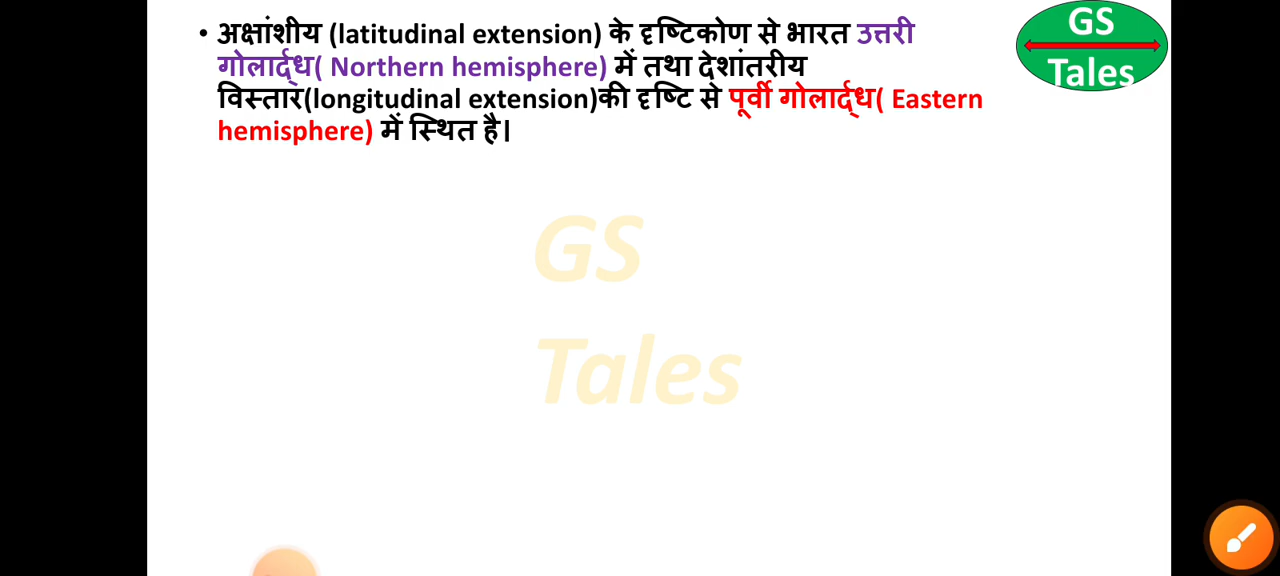 • अक्षांशीय (latitudinal extension) के दृष्टिकोण से भारत उत्तरी
गोलार्द्ध( Northern hemisphere) में तथा देशांतरीय
विस्तार(longitudinal extension)की दृष्टि से पूर्वी गोलार्द्ध( Eastern
hemisphere) में स्थित है।
GS
Tales
GS
Tales